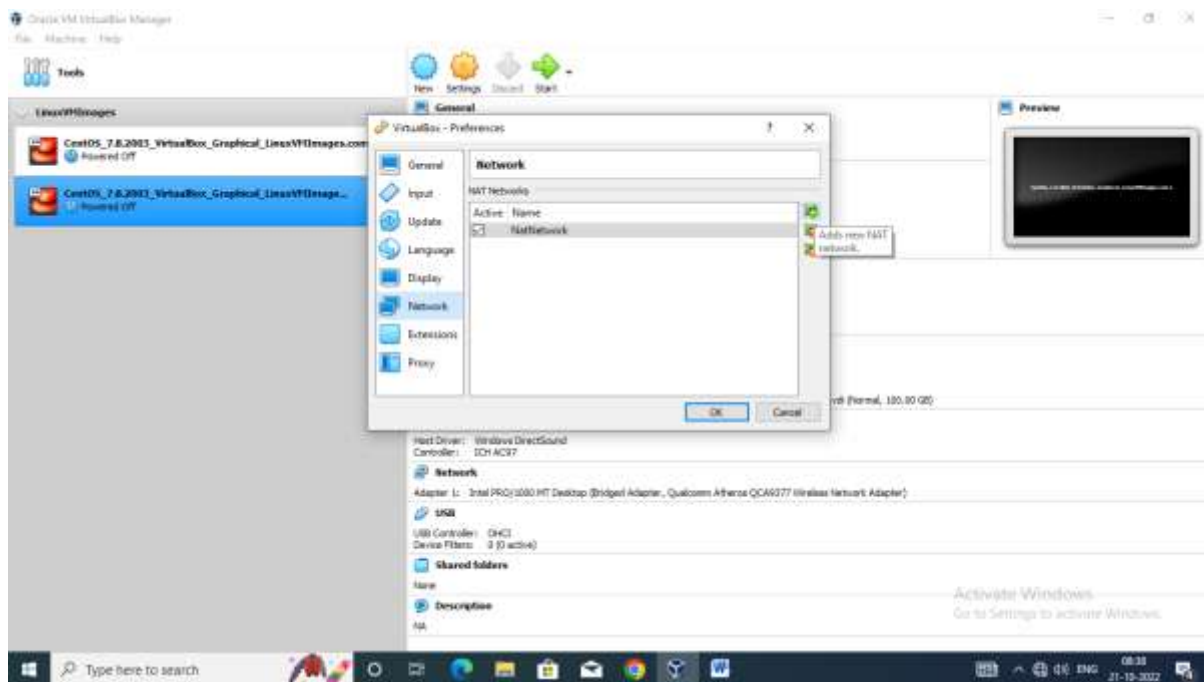 Oracle VM VirtualBox Manager
File Machine Help
Tools
New Settings Discard Start
LinuxVMImages
CentOS_7.8.2003_VirtualBox_Graphical_LinuxVMImages.com
Powered Off
CentOS_7.8.2003_VirtualBox_Graphical_LinuxVMImage...
Powered Off
General
Preview
VirtualBox - Preferences
? ×
General
Input
Update
Language
Display
Network
Extensions
Proxy
Network
NAT Networks
Active Name
NatNetwork
Adds new NAT
network.
OK Cancel
(Normal, 100.00 GB)
Host Driver: Windows DirectSound
Controller: ICH AC97
Network
Adapter 1: Intel PRO/1000 MT Desktop (Bridged Adapter, Qualcomm Atheros QCA9377 Wireless Network Adapter)
USB
USB Controller: OHCI
Device Filters: 0 (0 active)
Shared folders
None
Description
NA
Activate Windows
Go to Settings to activate Windows.
Type here to search
ENG
08:38
21-10-2022